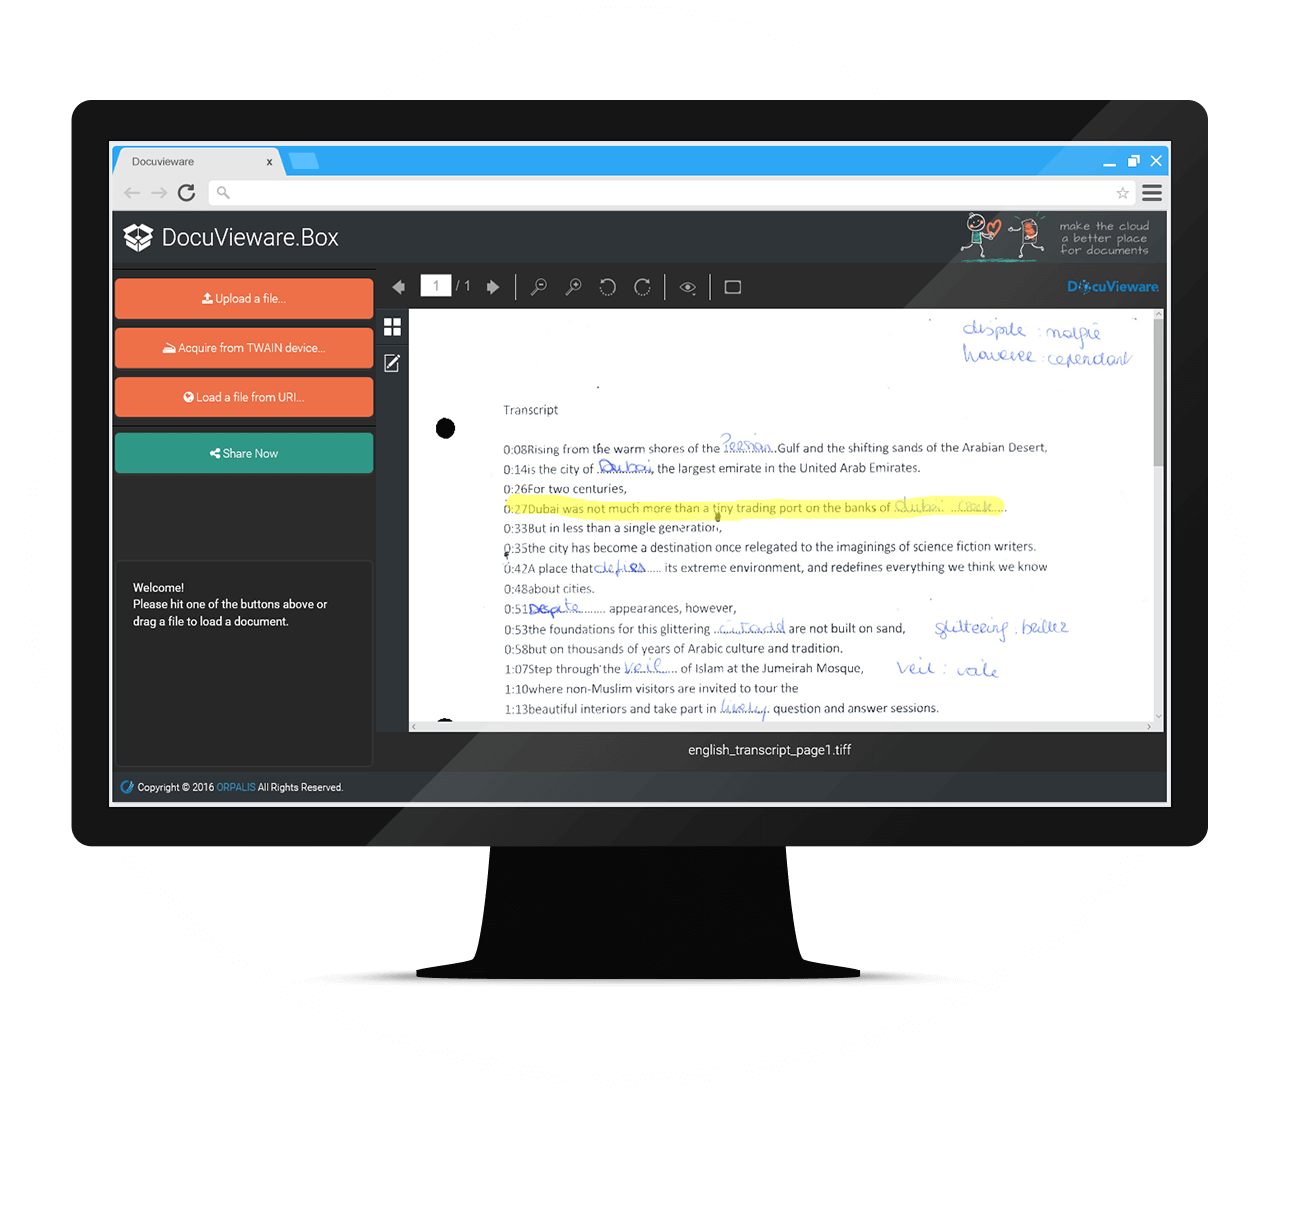 Docuvieware x
DocuVieware.Box
make the cloud
a better place
for documents
Upload a file...
Acquire from TWAIN device...
Load a file from URI...
Share Now
Welcome!
Please hit one of the buttons above or
drag a file to load a document.
1 / 1
DocuVieware
dispite : malgré
however : cependant
Transcript
0:08Rising from the warm shores of the Persian Gulf and the shifting sands of the Arabian Desert,
0:14is the city of Dubai, the largest emirate in the United Arab Emirates.
0:26For two centuries,
0:27Dubai was not much more than a tiny trading port on the banks of dubai creek ....
0:33But in less than a single generation,
0:35the city has become a destination once relegated to the imaginings of science fiction writers.
0:42A place that defies ..... its extreme environment, and redefines everything we think we know
0:48about cities.
0:51Despite ........ appearances, however,
0:53the foundations for this glittering citadd are not built on sand, glittering : briller
0:58but on thousands of years of Arabic culture and tradition.
1:07Step through the veil .... of Islam at the Jumeirah Mosque, veil : voile
1:10where non-Muslim visitors are invited to tour the
1:13beautiful interiors and take part in lively question and answer sessions.
english_transcript_page1.tiff
Copyright © 2016 ORPALIS All Rights Reserved.